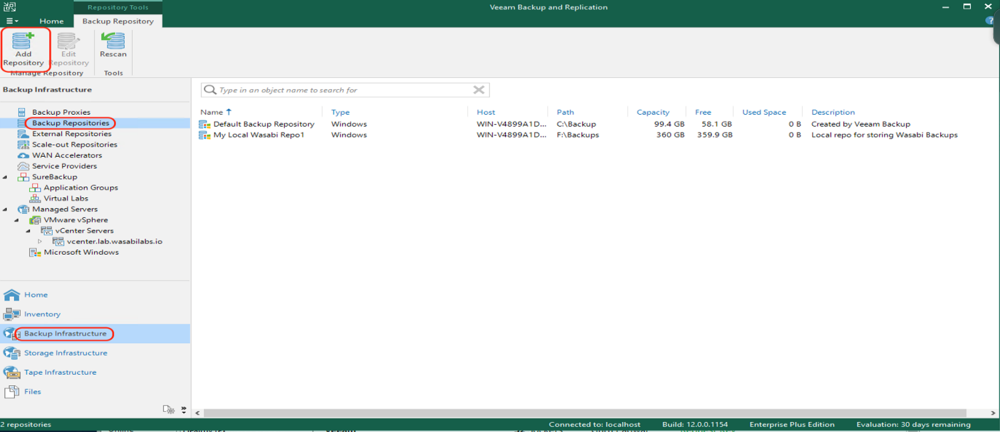 Repository Tools
Veeam Backup and Replication
Home
Backup Repository
Add Repository
Edit Repository
Rescan
Manage Repository
Tools
Backup Infrastructure
Type in an object name to search for
Backup Proxies
Backup Repositories
External Repositories
Scale-out Repositories
WAN Accelerators
Service Providers
SureBackup
Application Groups
Virtual Labs
Managed Servers
VMware vSphere
vCenter Servers
vcenter.lab.wasabilabs.io
Microsoft Windows
Name Type Host Path Capacity Free Used Space Description
Default Backup Repository Windows WIN-V4899A1D... C:\Backup 99.4 GB 58.1 GB 0 B Created by Veeam Backup
My Local Wasabi Repo1 Windows WIN-V4899A1D... F:\Backups 360 GB 359.9 GB 0 B Local repo for storing Wasabi Backups
Home
Inventory
Backup Infrastructure
Storage Infrastructure
Tape Infrastructure
Files
2 repositories
Connected to: localhost Build: 12.0.0.1154 Enterprise Plus Edition Evaluation: 30 days remaining